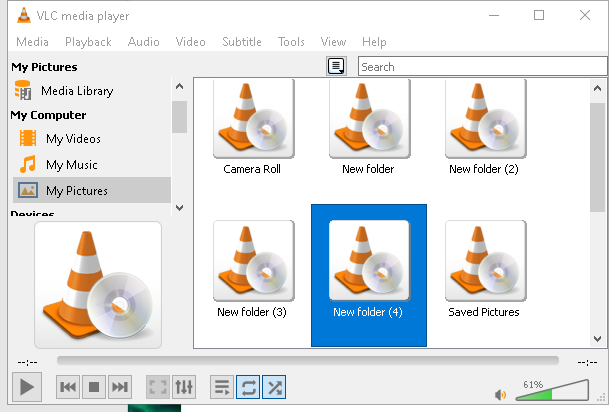 VLC media player
Media Playback Audio Video Subtitle Tools View Help
My Pictures
Search
Media Library
My Computer
My Videos
My Music
My Pictures
Devices
Camera Roll New folder New folder (2)
New folder (3) New folder (4) Saved Pictures
--:-- --:--
61%